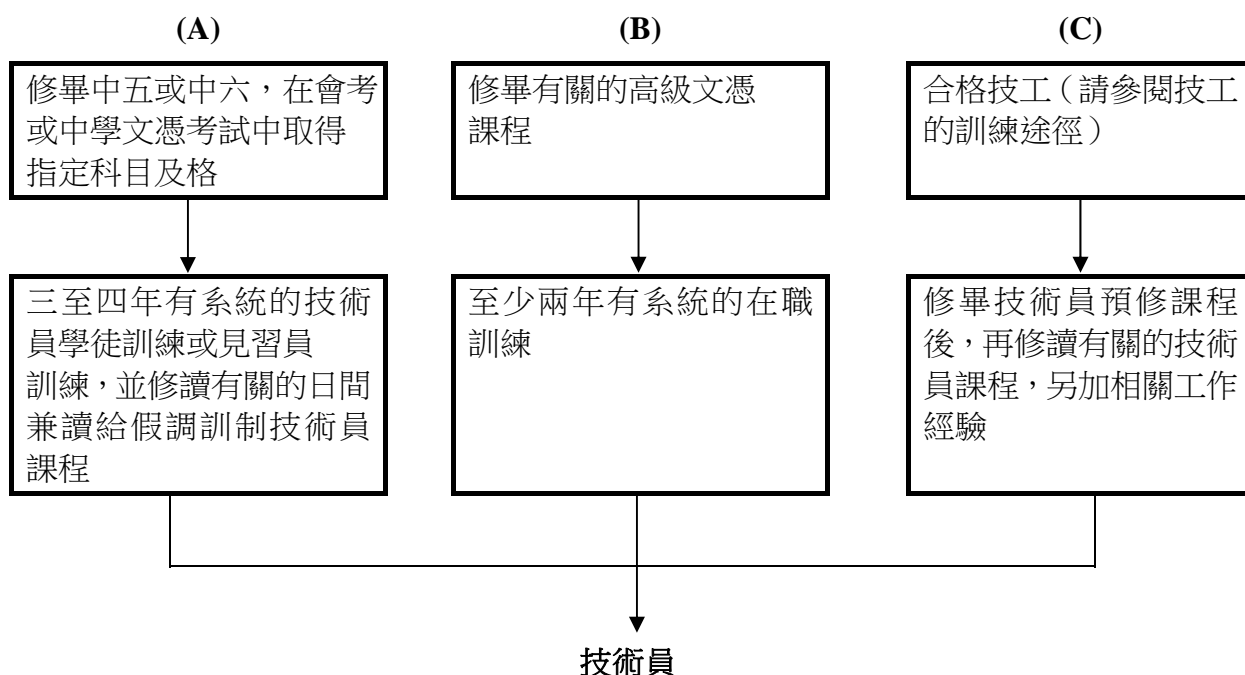 (A)
(B)
(C)
修畢中五或中六，在會考
或中學文憑考試中取得
指定科目及格
修畢有關的高級文憑
課程
合格技工（請參閱技工
的訓練途徑）
三至四年有系統的技術
員學徒訓練或見習員
訓練，並修讀有關的日間
兼讀給假調訓制技術員
課程
至少兩年有系統的在職
訓練
修畢技術員預修課程
後，再修讀有關的技術
員課程，另加相關工作
經驗
技術員